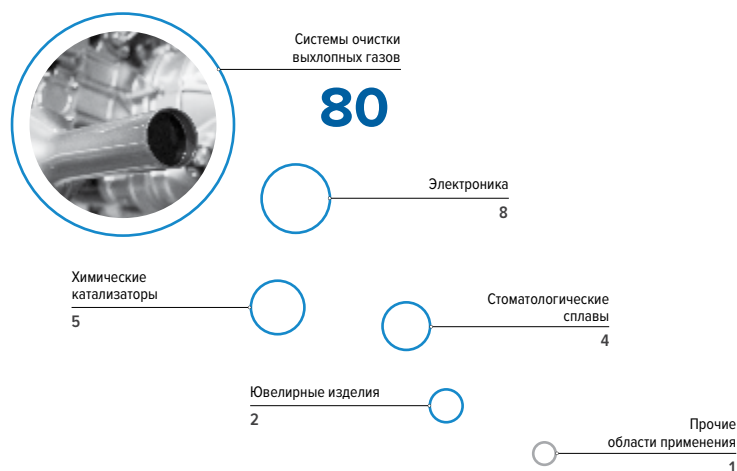 Системы очистки
выхлопных газов
80
Электроника
8
Химические
катализаторы
5
Стоматологические
сплавы
4
Ювелирные изделия
2
Прочие
области применения
1